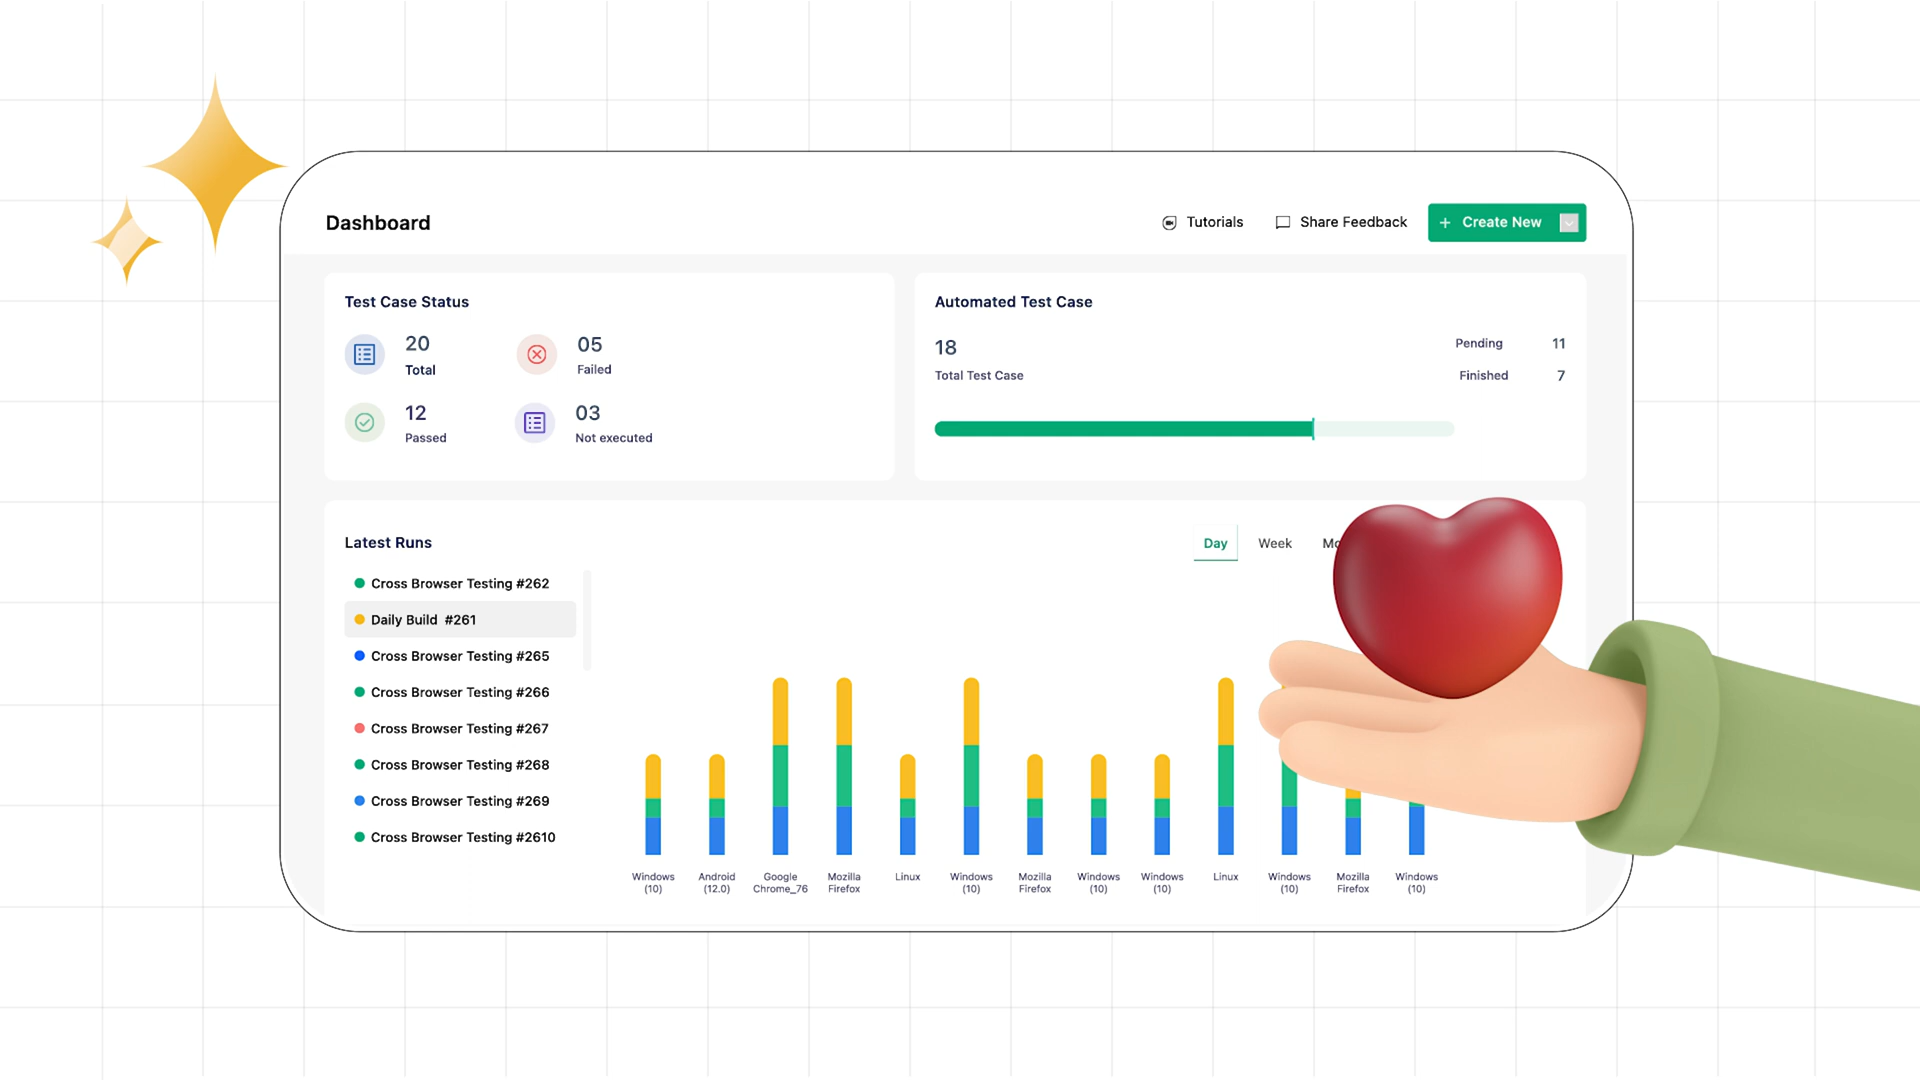 Dashboard
Tutorials
Share Feedback
+ Create New
Test Case Status
20
Total
05
Failed
12
Passed
03
Not executed
Automated Test Case
18
Total Test Case
Pending 11
Finished 7
Latest Runs
Day Week
Cross Browser Testing #262
Daily Build #261
Cross Browser Testing #265
Cross Browser Testing #266
Cross Browser Testing #267
Cross Browser Testing #268
Cross Browser Testing #269
Cross Browser Testing #2610
Windows
(10)
Android
(12.0)
Google
Chrome_76
Mozilla
Firefox
Linux
Windows
(10)
Mozilla
Firefox
Windows
(10)
Windows
(10)
Linux
Windows
(10)
Mozilla
Firefox
Windows
(10)